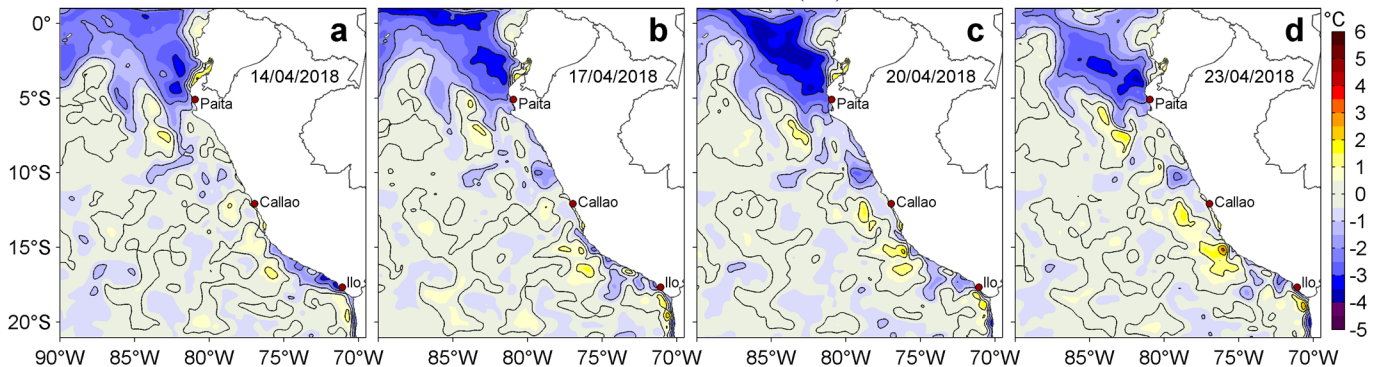 a
14/04/2018
Paita
Callao
Ilo
b
17/04/2018
Paita
Callao
Ilo
c
20/04/2018
Paita
Callao
Ilo
d
23/04/2018
Paita
Callao
Ilo
0°
5°S
10°S
15°S
20°S
90°W 85°W 80°W 75°W 70°W
85°W 80°W 75°W 70°W
85°W 80°W 75°W 70°W
85°W 80°W 75°W 70°W
°C
6
5
4
3
2
1
0
-1
-2
-3
-4
-5